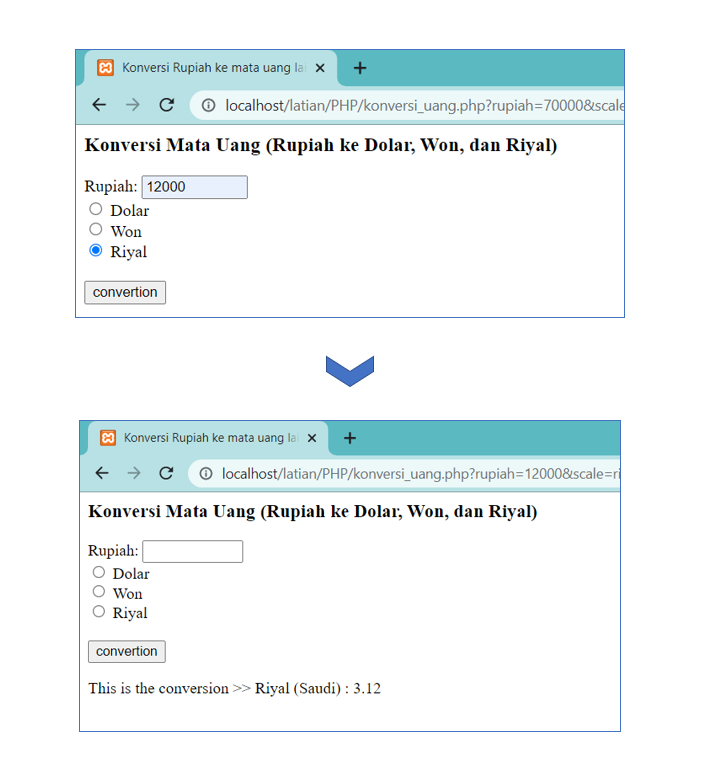 Konversi Rupiah ke mata uang la
localhost/latian/PHP/konversi_uang.php?rupiah=70000&scale
Konversi Mata Uang (Rupiah ke Dolar, Won, dan Riyal)
Rupiah: 12000
Dolar
Won
Riyal
convertion
Konversi Rupiah ke mata uang la
localhost/latian/PHP/konversi_uang.php?rupiah=12000&scale=ri
Konversi Mata Uang (Rupiah ke Dolar, Won, dan Riyal)
Rupiah:
Dolar
Won
Riyal
convertion
This is the conversion >> Riyal (Saudi) : 3.12